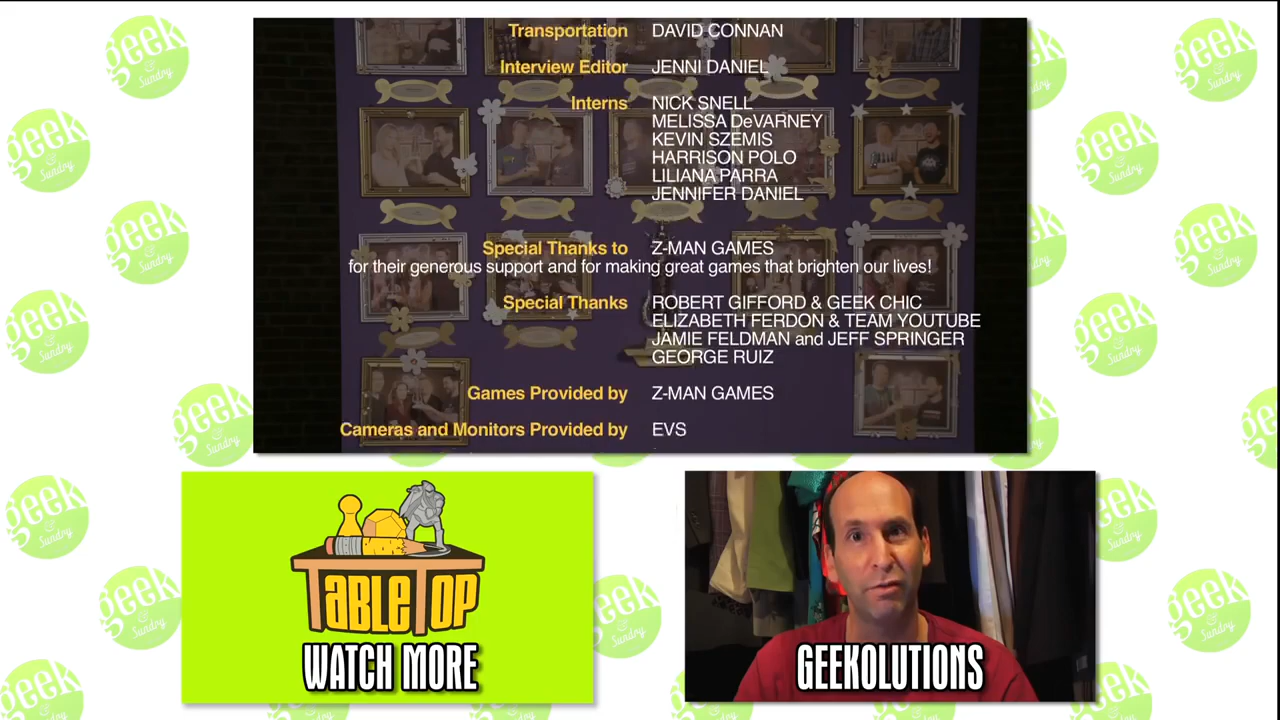 Transportation DAVID CONNAN
Interview Editor JENNI DANIEL
Interns NICK SNELL
MELISSA DeVARNEY
KEVIN SZEMIS
HARRISON POLO
LILIANA PARRA
JENNIFER DANIEL
Special Thanks to Z-MAN GAMES
for their generous support and for making great games that brighten our lives!
Special Thanks ROBERT GIFFORD & GEEK CHIC
ELIZABETH FERDON & TEAM YOUTUBE
JAMIE FELDMAN and JEFF SPRINGER
GEORGE RUIZ
Games Provided by Z-MAN GAMES
Cameras and Monitors Provided by EVS
TABLETOP
WATCH MORE
GEEKOLUTIONS
geek
&
Sundry